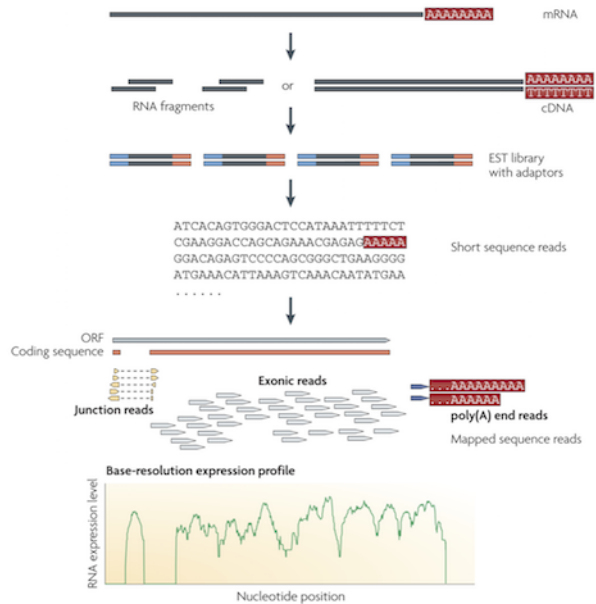 AAAAAAAA
mRNA
or
AAAAAAAA
TTTTTTTT
RNA fragments
cDNA
EST library
with adaptors
ATCACAGTGGGACTCCATAAATTTTTCT
CGAAGGACCAGCAGAAACGAGAGAAAAA
GGACAGAGTCCCCAGCGGGCTGAAGGGG
ATGAAACATTAAAGTCAAACAATATGAA
......
Short sequence reads
ORF
Coding sequence
Junction reads
Exonic reads
...AAAAAAAAA
...AAAAAA
poly(A) end reads
Mapped sequence reads
Base-resolution expression profile
RNA expression level
Nucleotide position